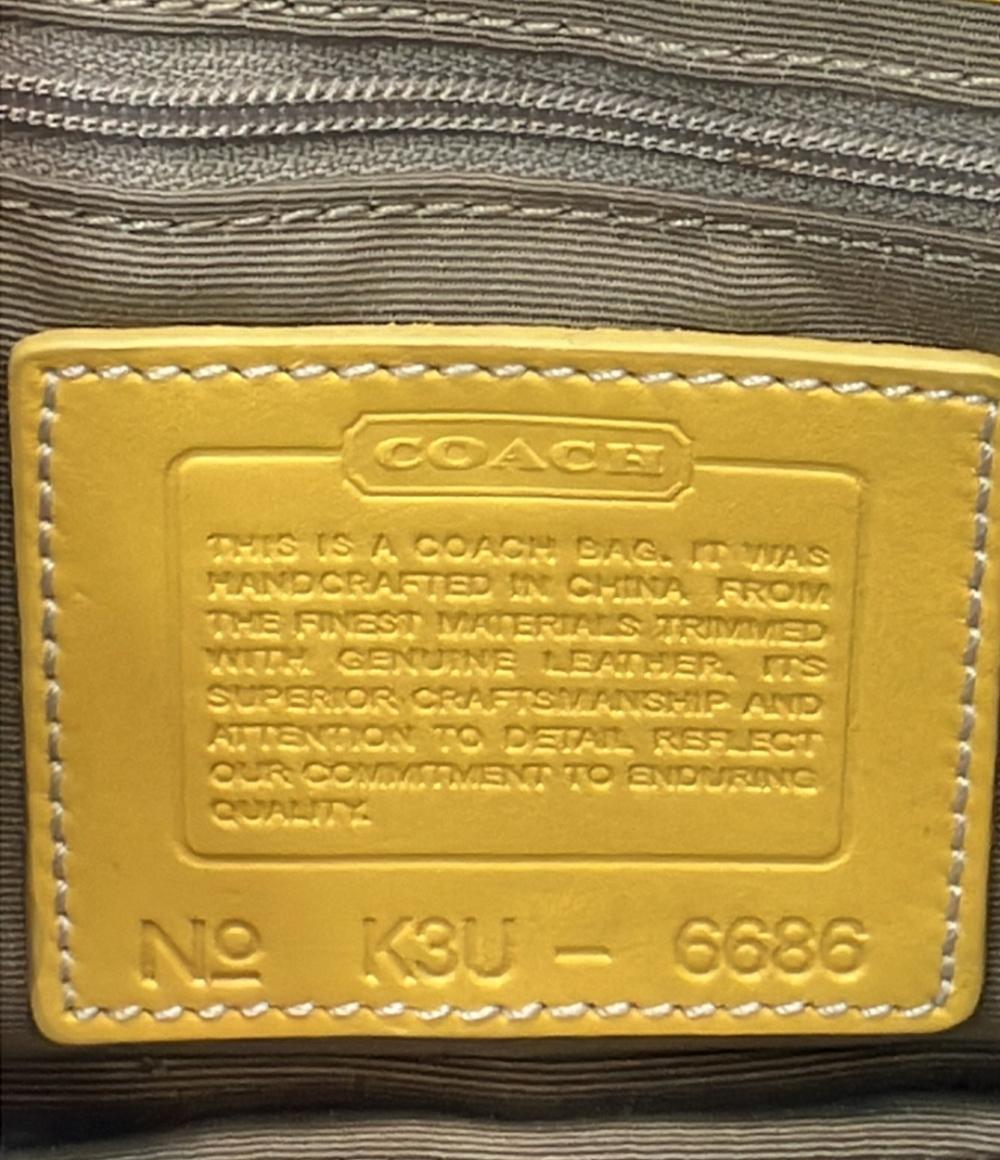 COACH
THIS IS A COACH BAG. IT WAS
HANDCRAFTED IN CHINA FROM
THE FINEST MATERIALS TRIMMED
WITH GENUINE LEATHER. ITS
SUPERIOR CRAFTSMANSHIP AND
ATTENTION TO DETAIL REFLECT
OUR COMMITMENT TO ENDURING
QUALITY.
Nº K3U - 6686